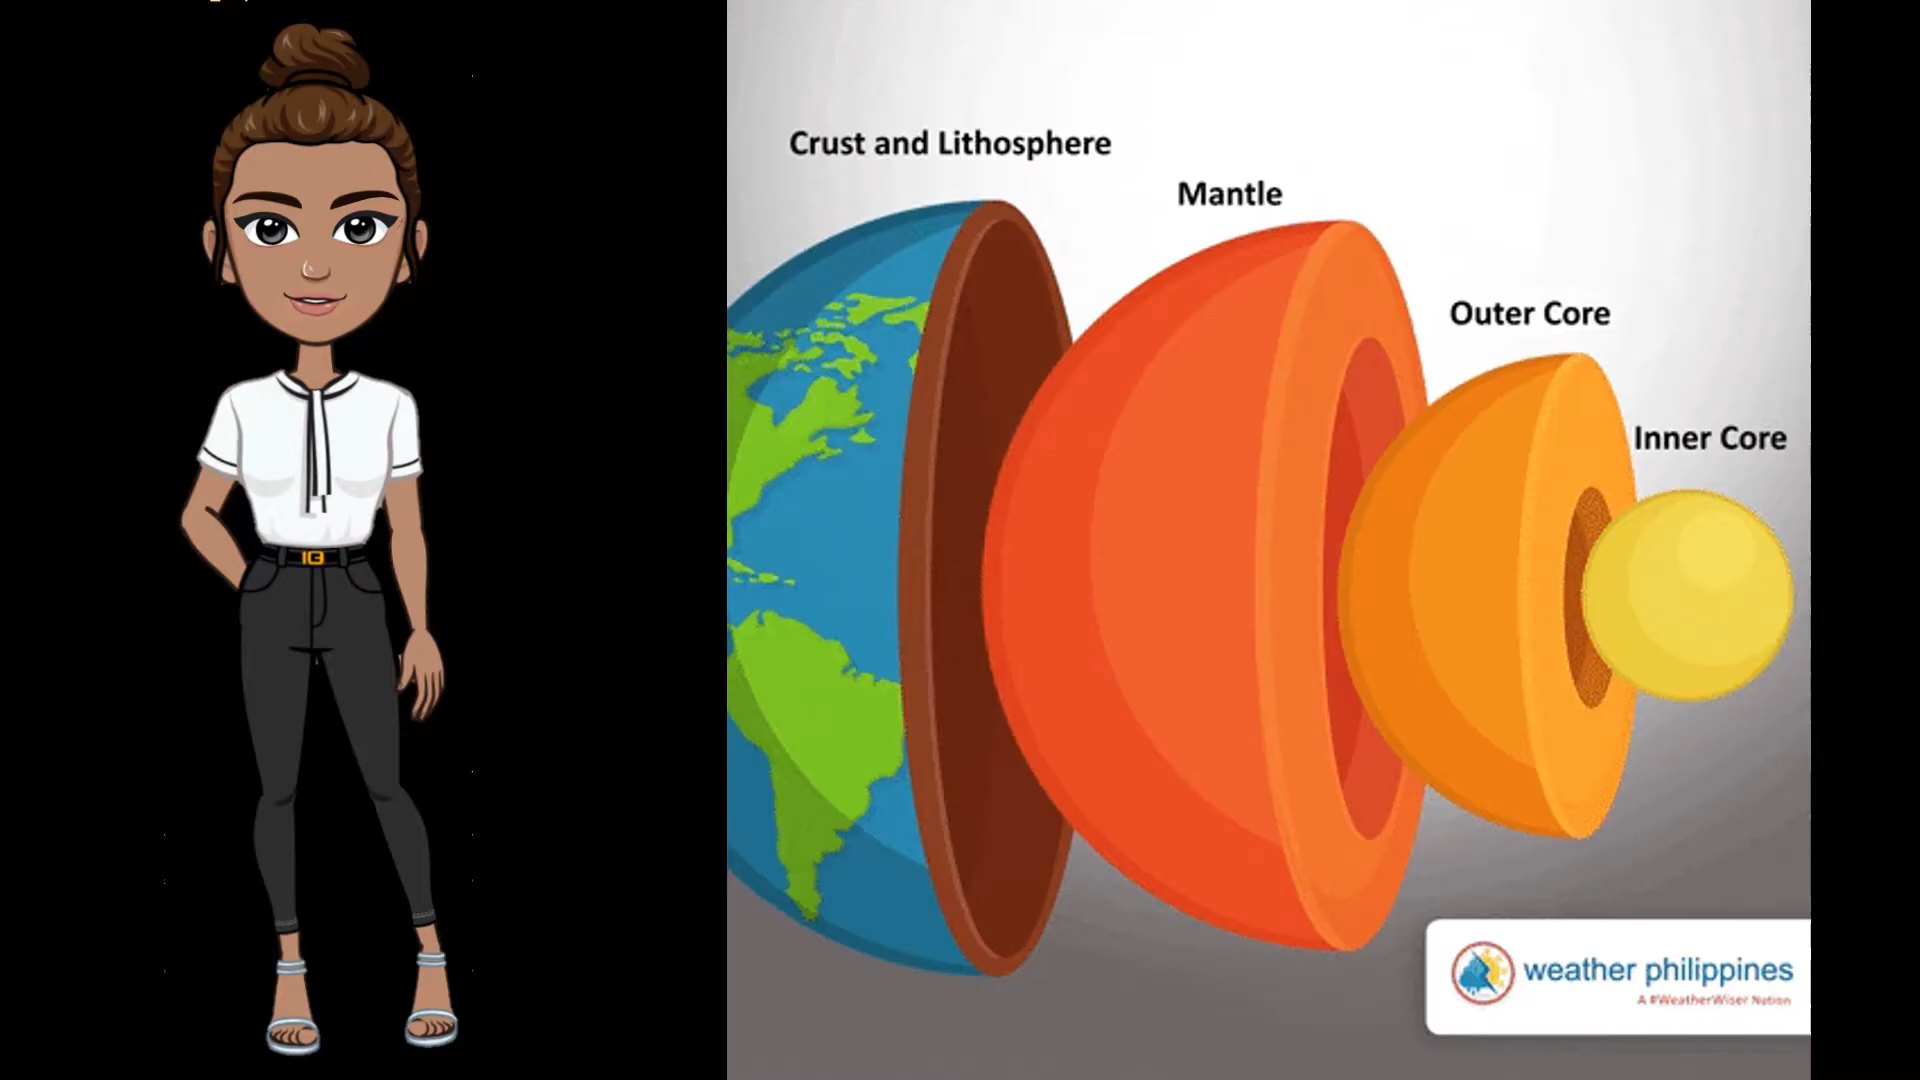 Crust and Lithosphere
Mantle
Outer Core
Inner Core
weather philippines
A #WeatherWiser Nation